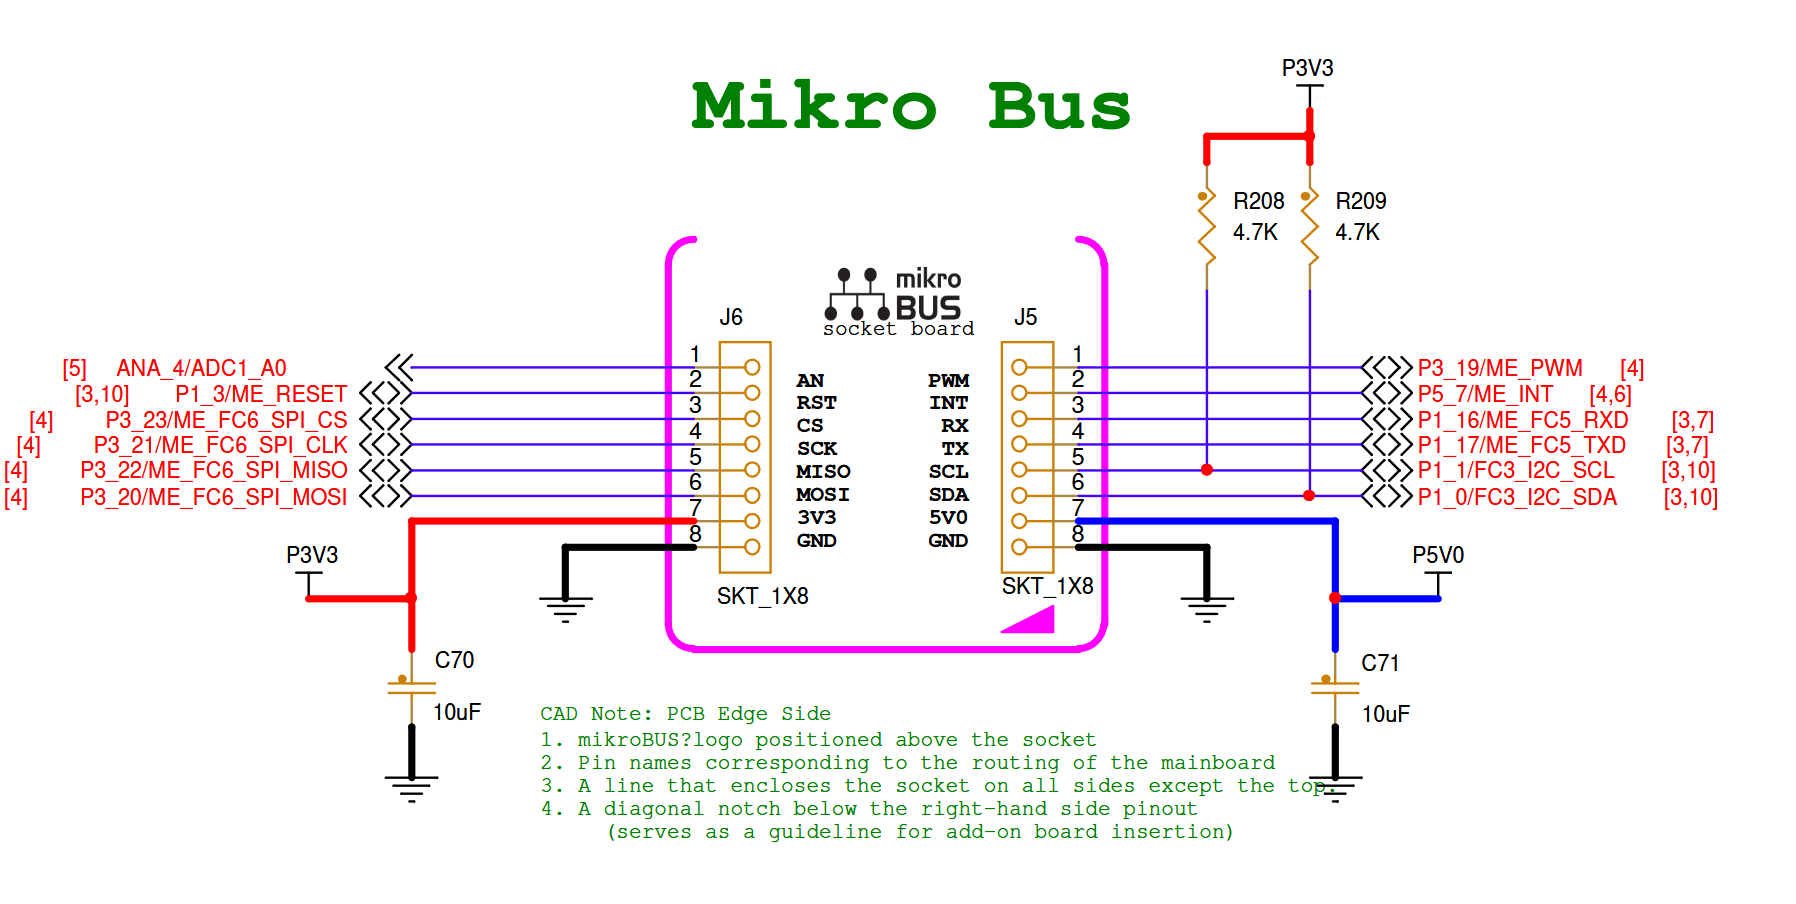 P3V3
Mikro Bus
R208
R209
4.7K
4.7K
mikro
BUS
socket board
J6
J5
[5] ANA_4/ADC1_A0
1
AN
PWM
1
P3_19/ME_PWM [4]
[3,10] P1_3/ME_RESET
2
RST
INT
2
P5_7/ME_INT [4,6]
[4] P3_23/ME_FC6_SPI_CS
3
CS
RX
3
P1_16/ME_FC5_RXD [3,7]
[4] P3_21/ME_FC6_SPI_CLK
4
SCK
TX
4
P1_17/ME_FC5_TXD [3,7]
[4] P3_22/ME_FC6_SPI_MISO
5
MISO
SCL
5
P1_1/FC3_I2C_SCL [3,10]
[4] P3_20/ME_FC6_SPI_MOSI
6
MOSI
SDA
6
P1_0/FC3_I2C_SDA [3,10]
7
3V3
5V0
7
8
GND
GND
8
P3V3
P5V0
SKT_1X8
SKT_1X8
C70
10uF
C71
10uF
CAD Note: PCB Edge Side
1. mikroBUS?logo positioned above the socket
2. Pin names corresponding to the routing of the mainboard
3. A line that encloses the socket on all sides except the top.
4. A diagonal notch below the right-hand side pinout
(serves as a guideline for add-on board insertion)